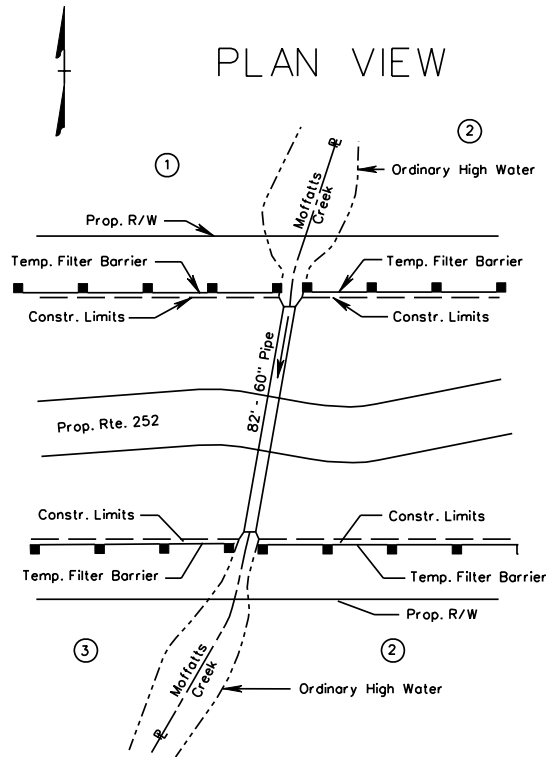 PLAN VIEW
2
1
Ordinary High Water
Moffatts
Creek
Prop. R/W
Temp. Filter Barrier
Temp. Filter Barrier
Constr. Limits
Constr. Limits
82' - 60" Pipe
Prop. Rte. 252
Constr. Limits
Constr. Limits
Temp. Filter Barrier
Temp. Filter Barrier
Prop. R/W
3
2
Moffatts
Creek
Ordinary High Water